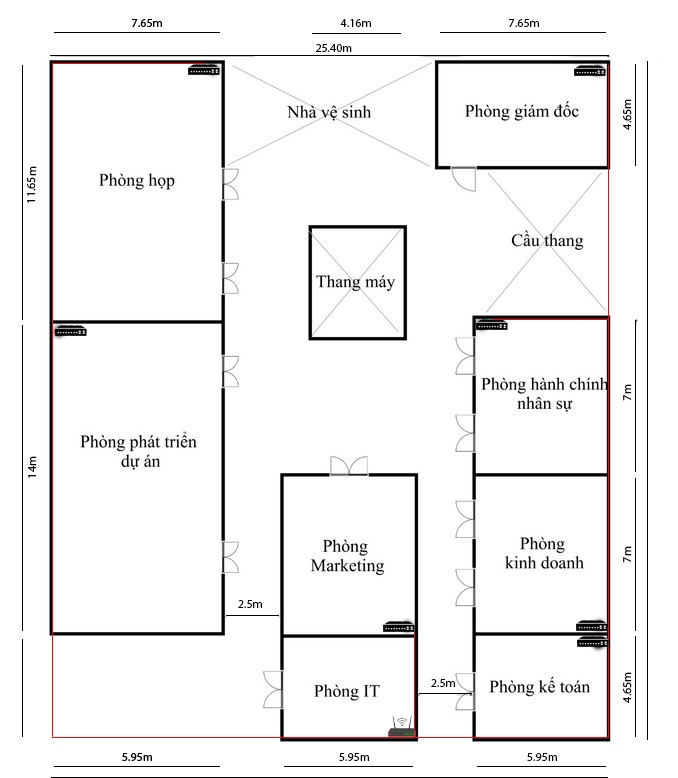 7.65m
4.16m
7.65m
25.40m
Nhà vệ sinh
Phòng giám đốc
4.65m
Phòng họp
11.65m
Cầu thang
Thang máy
Phòng hành chính
nhân sự
7m
Phòng phát triển
dự án
14m
Phòng
Marketing
Phòng
kinh doanh
7m
2.5m
Phòng IT
2.5m
Phòng kế toán
4.65m
5.95m
5.95m
5.95m